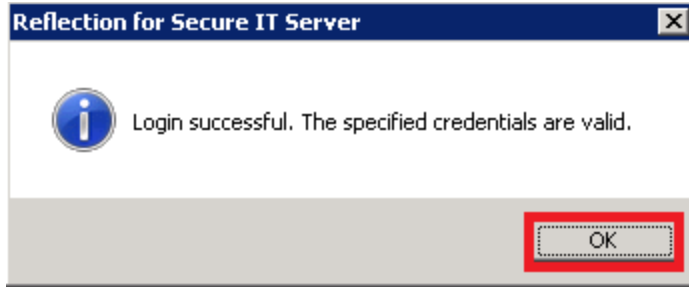 Reflection for Secure IT Server
Login successful. The specified credentials are valid.
OK